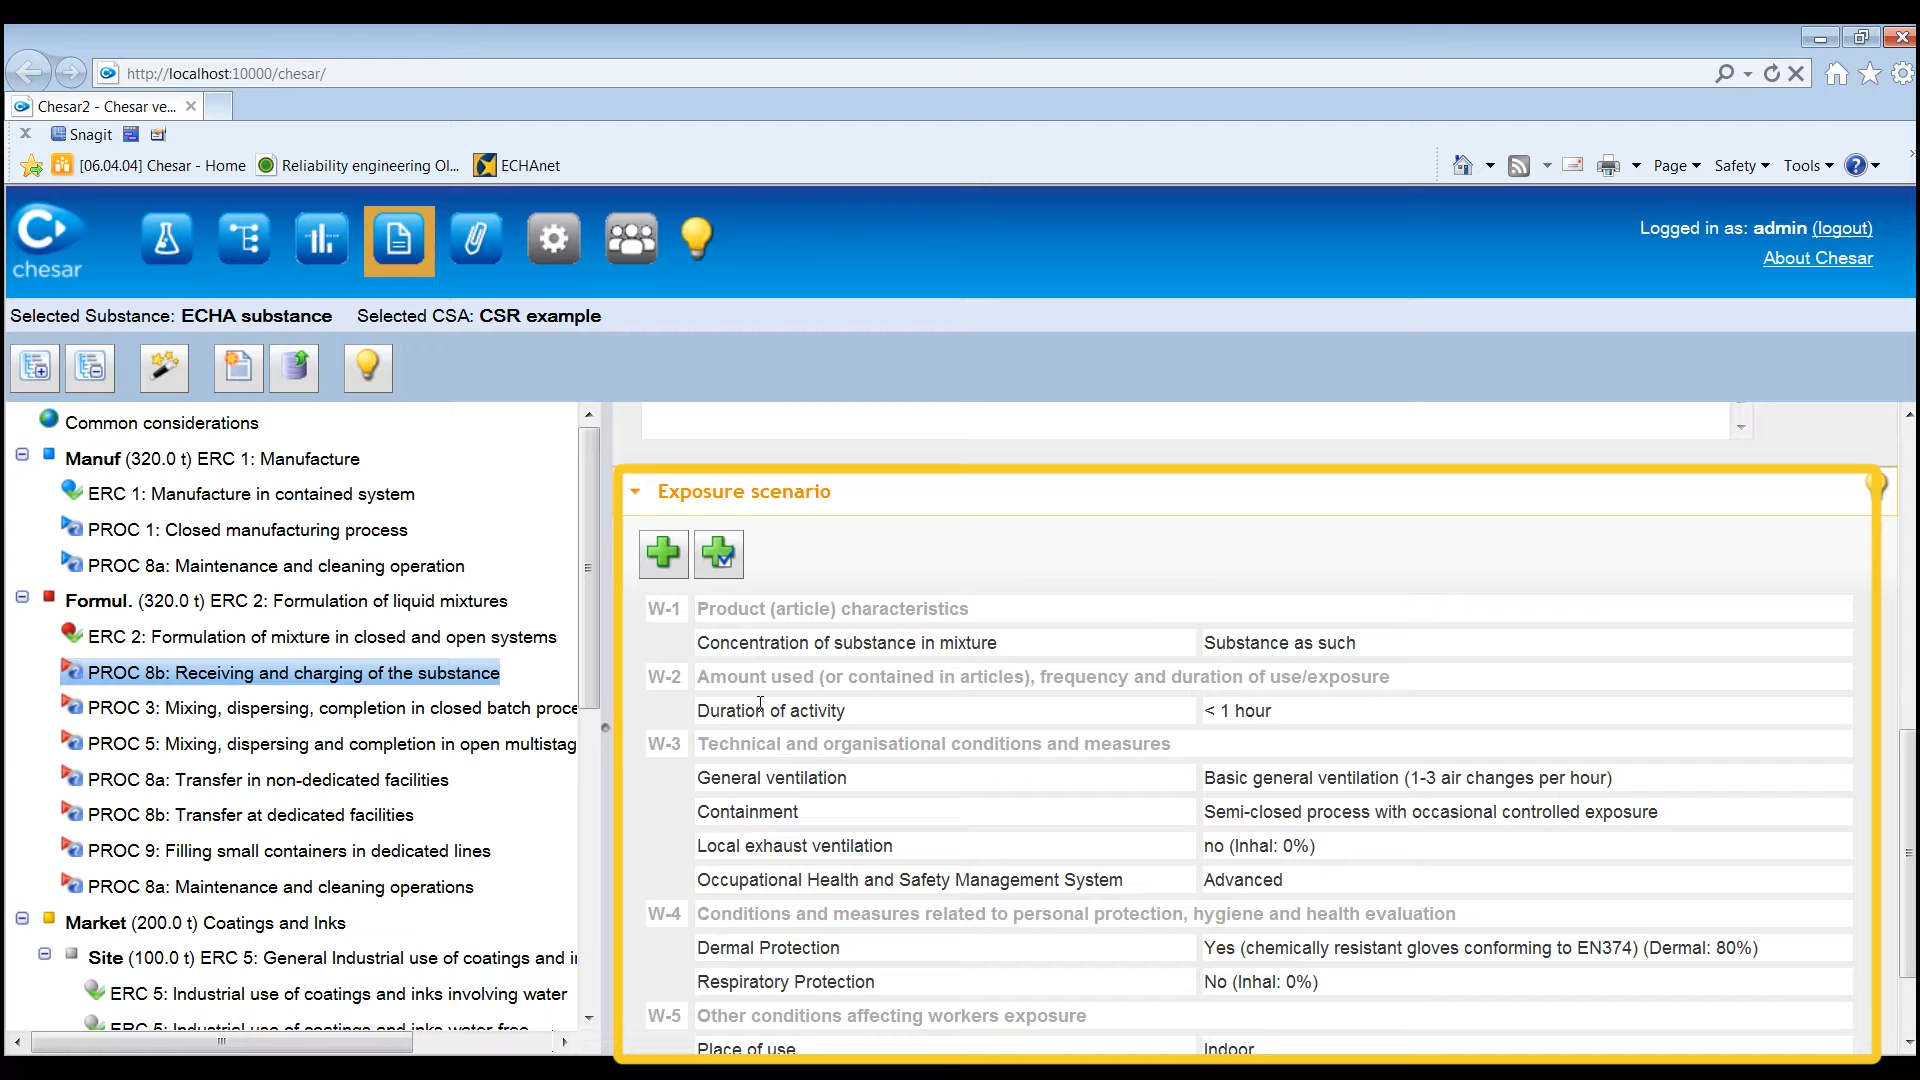 http://localhost:10000/chesar/
Chesar2 - Chesar ve...
Snagit
[06.04.04] Chesar - Home
Reliability engineering Ol...
ECHAnet
Page
Safety
Tools
chesar
Logged in as: admin (logout)
About Chesar
Selected Substance: ECHA substance Selected CSA: CSR example
Common considerations
Manuf (320.0 t) ERC 1: Manufacture
ERC 1: Manufacture in contained system
PROC 1: Closed manufacturing process
PROC 8a: Maintenance and cleaning operation
Formul. (320.0 t) ERC 2: Formulation of liquid mixtures
ERC 2: Formulation of mixture in closed and open systems
PROC 8b: Receiving and charging of the substance
PROC 3: Mixing, dispersing, completion in closed batch proce
PROC 5: Mixing, dispersing and completion in open multistag
PROC 8a: Transfer in non-dedicated facilities
PROC 8b: Transfer at dedicated facilities
PROC 9: Filling small containers in dedicated lines
PROC 8a: Maintenance and cleaning operations
Market (200.0 t) Coatings and Inks
Site (100.0 t) ERC 5: General Industrial use of coatings and i
ERC 5: Industrial use of coatings and inks involving water
ERC 5: Industrial use of coatings and inks water free
Exposure scenario
W-1 Product (article) characteristics
Concentration of substance in mixture Substance as such
W-2 Amount used (or contained in articles), frequency and duration of use/exposure
Duration of activity < 1 hour
W-3 Technical and organisational conditions and measures
General ventilation Basic general ventilation (1-3 air changes per hour)
Containment Semi-closed process with occasional controlled exposure
Local exhaust ventilation no (Inhal: 0%)
Occupational Health and Safety Management System Advanced
W-4 Conditions and measures related to personal protection, hygiene and health evaluation
Dermal Protection Yes (chemically resistant gloves conforming to EN374) (Dermal: 80%)
Respiratory Protection No (Inhal: 0%)
W-5 Other conditions affecting workers exposure
Place of use Indoor